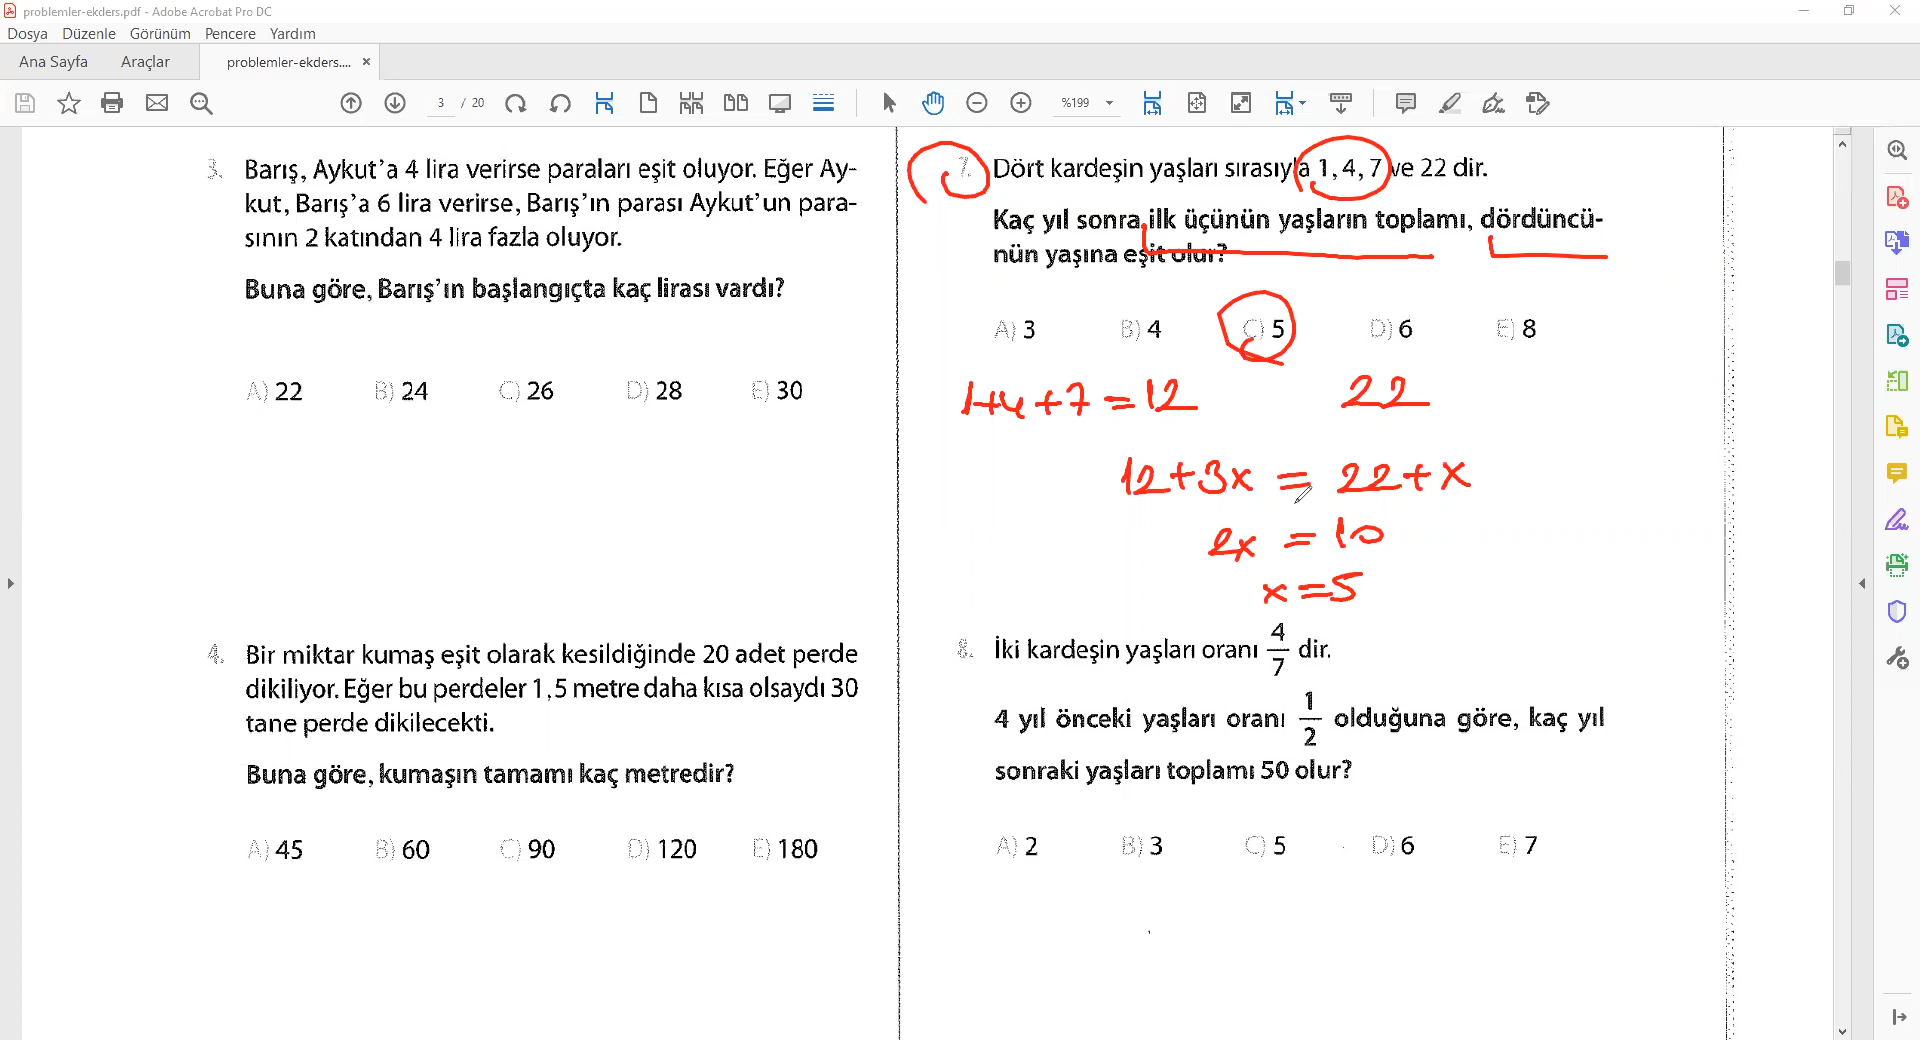 problemler-ekders.pdf - Adobe Acrobat Pro DC
Dosya Düzenle Görünüm Pencere Yardım
Ana Sayfa Araçlar problemler-ekders.... ×
3 / 20 %199
3. Barış, Aykut'a 4 lira verirse paraları eşit oluyor. Eğer Ay-
kut, Barış'a 6 lira verirse, Barış'ın parası Aykut'un para-
sının 2 katından 4 lira fazla oluyor.
Buna göre, Barış'ın başlangıçta kaç lirası vardı?
A) 22 B) 24 C) 26 D) 28 E) 30
4. Bir miktar kumaş eşit olarak kesildiğinde 20 adet perde
dikiliyor. Eğer bu perdeler 1,5 metre daha kısa olsaydı 30
tane perde dikilecekti.
Buna göre, kumaşın tamamı kaç metredir?
A) 45 B) 60 C) 90 D) 120 E) 180
7. Dört kardeşin yaşları sırasıyla 1, 4, 7 ve 22 dir.
Kaç yıl sonra ilk üçünün yaşların toplamı, dördüncü-
nün yaşına eşit olur?
A) 3 B) 4 C) 5 D) 6 E) 8
1+4+7=12 22
12+3x = 22+x
2x = 10
x=5
8. İki kardeşin yaşları oranı 4/7 dir.
4 yıl önceki yaşları oranı 1/2 olduğuna göre, kaç yıl
sonraki yaşları toplamı 50 olur?
A) 2 B) 3 C) 5 D) 6 E) 7